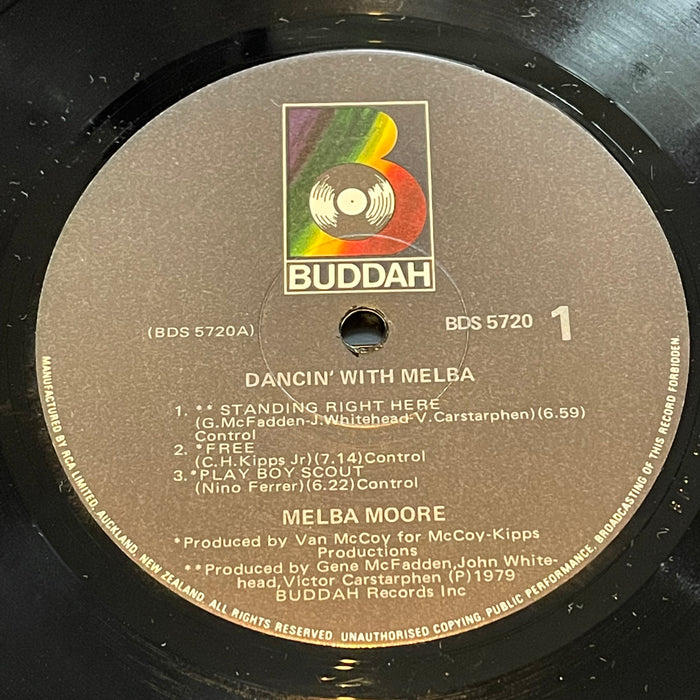 BUDDAH
(BDS 5720A)
BDS 5720 1
DANCIN' WITH MELBA
1. ** STANDING RIGHT HERE
(G.McFadden-J.Whitehead-V.Carstarphen)(6.59)
Control
2. *FREE
(C.H.Kipps Jr)(7.14)Control
3.*PLAY BOY SCOUT
(Nino Ferrer)(6.22)Control
MELBA MOORE
*Produced by Van McCoy for McCoy-Kipps
Productions
**Produced by Gene McFadden,John White-
head,Victor Carstarphen (P)1979
BUDDAH Records Inc
MANUFACTURED BY RCA LIMITED, AUCKLAND, NEW ZEALAND. ALL RIGHTS RESERVED. UNAUTHORISED COPYING, PUBLIC PERFORMANCE, BROADCASTING OF THIS RECORD FORBIDDEN.